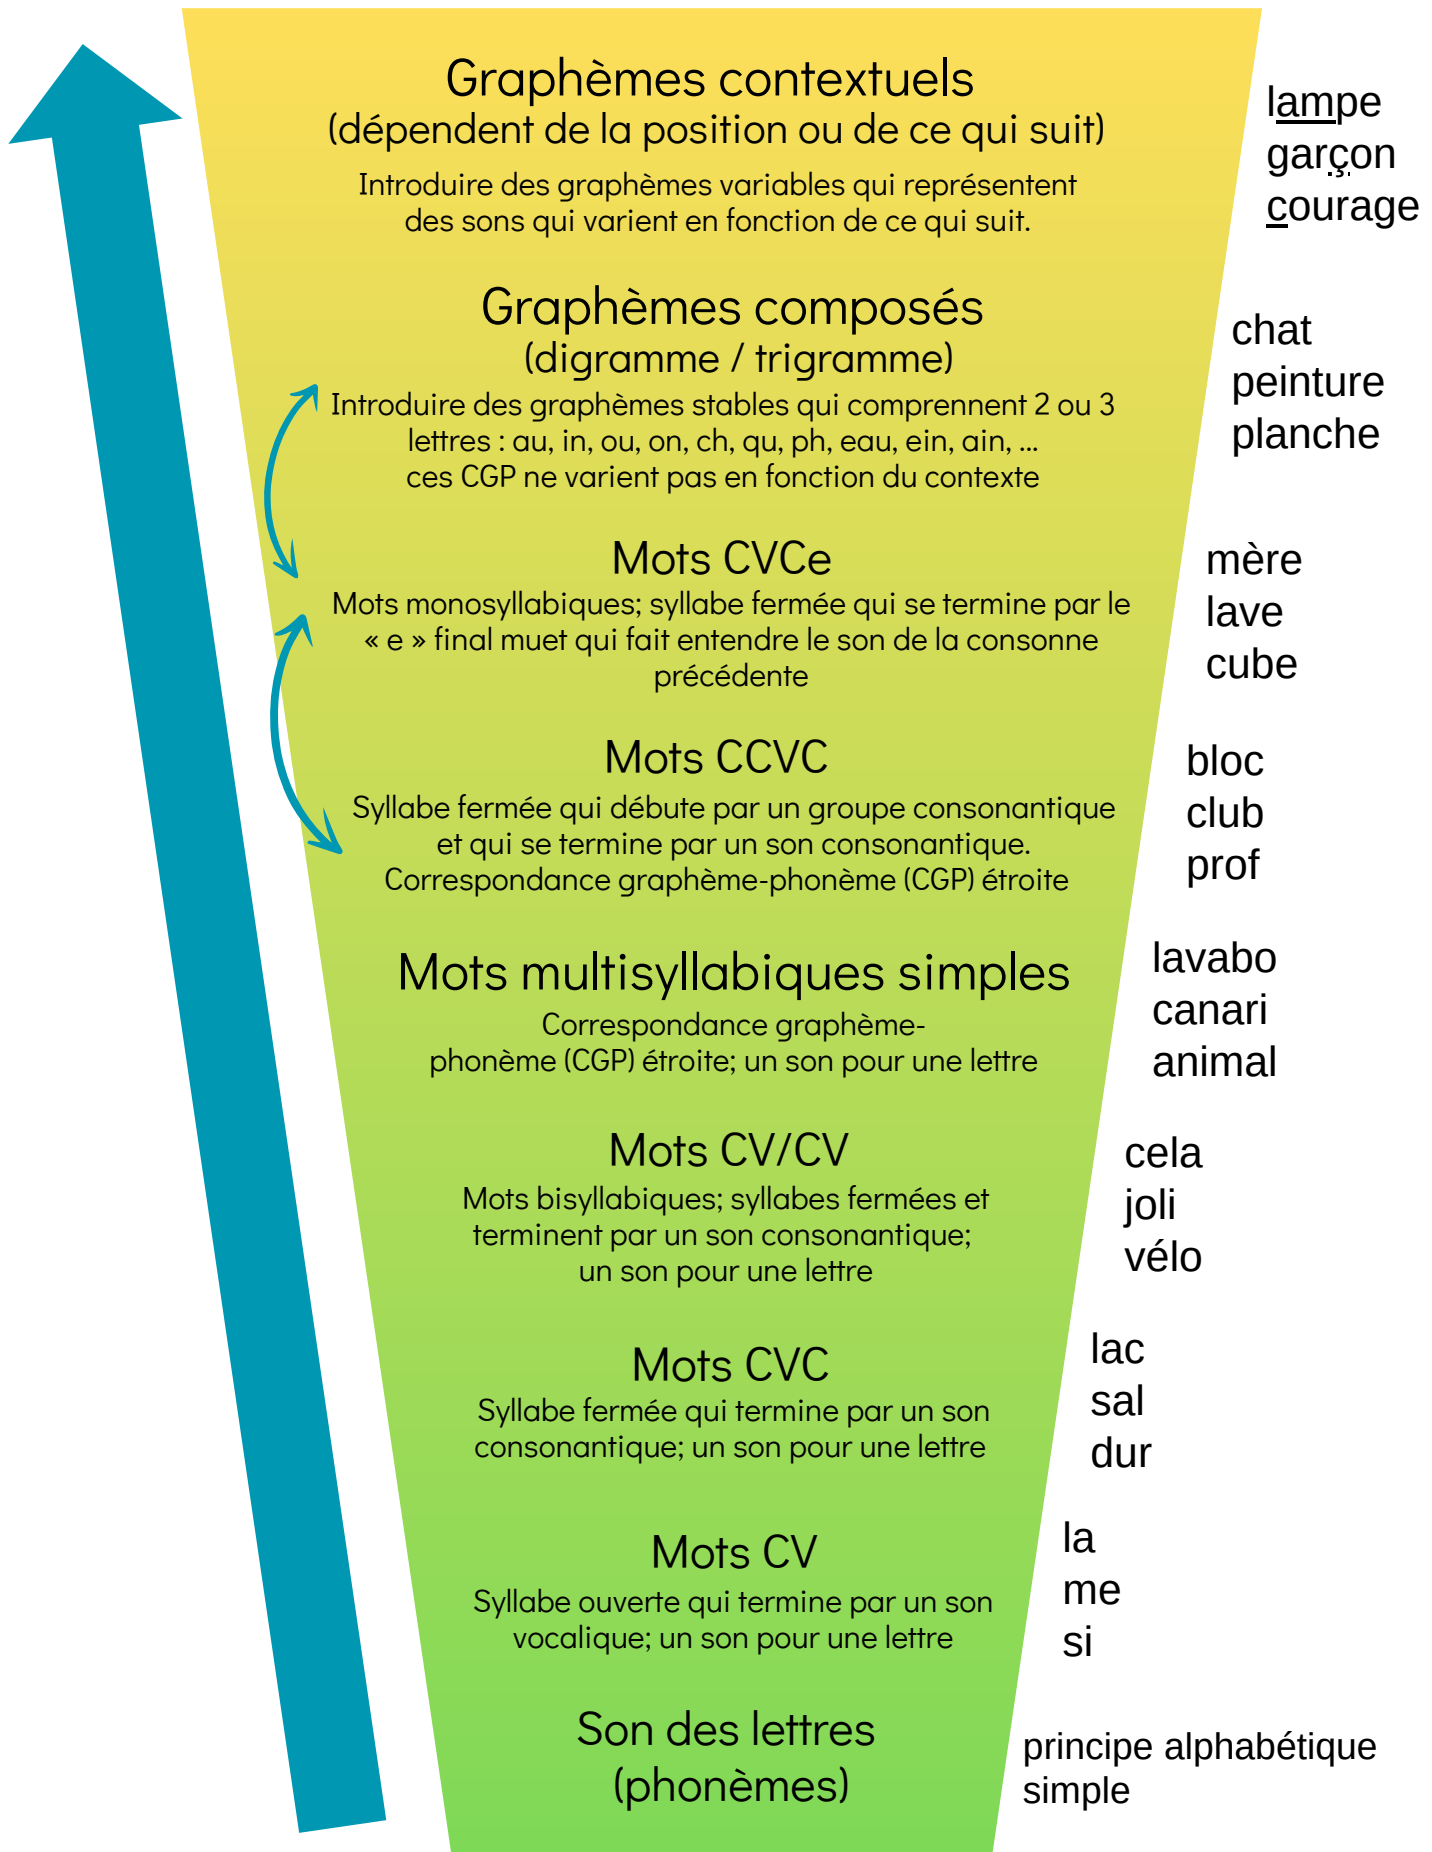 Graphèmes contextuels
(dépendent de la position ou de ce qui suit)
Introduire des graphèmes variables qui représentent
des sons qui varient en fonction de ce qui suit.
lampe
garçon
courage
Graphèmes composés
(digramme / trigramme)
Introduire des graphèmes stables qui comprennent 2 ou 3
lettres : au, in, ou, on, ch, qu, ph, eau, ein, ain, ...
ces CGP ne varient pas en fonction du contexte
chat
peinture
planche
Mots CVCe
Mots monosyllabiques; syllabe fermée qui se termine par le
« e » final muet qui fait entendre le son de la consonne
précédente
mère
lave
cube
Mots CCVC
Syllabe fermée qui débute par un groupe consonantique
et qui se termine par un son consonantique.
Correspondance graphème-phonème (CGP) étroite
bloc
club
prof
Mots multisyllabiques simples
Correspondance graphème-
phonème (CGP) étroite; un son pour une lettre
lavabo
canari
animal
Mots CV/CV
Mots bisyllabiques; syllabes fermées et
terminent par un son consonantique;
un son pour une lettre
cela
joli
vélo
Mots CVC
Syllabe fermée qui termine par un son
consonantique; un son pour une lettre
lac
sal
dur
Mots CV
Syllabe ouverte qui termine par un son
vocalique; un son pour une lettre
la
me
si
Son des lettres
(phonèmes)
principe alphabétique
simple